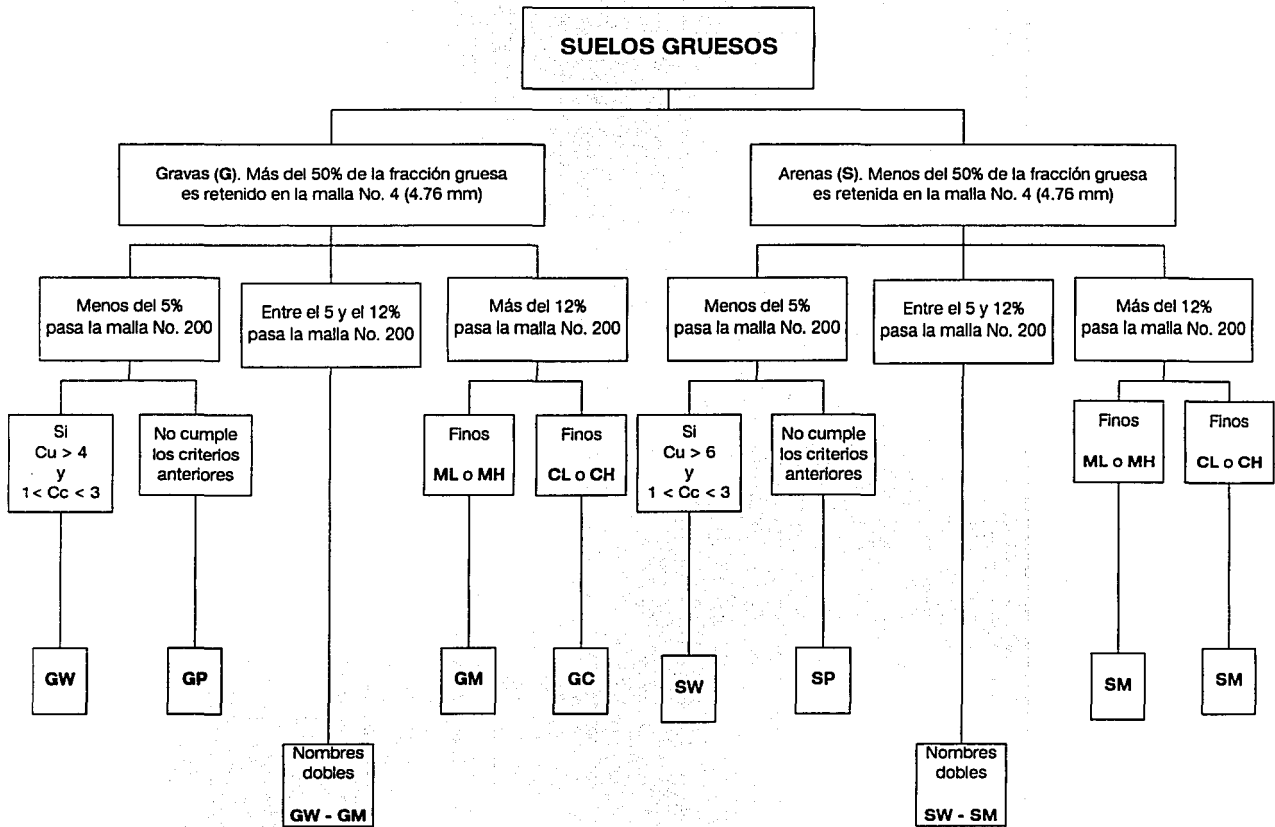 SUELOS GRUESOS
Gravas (G). Más del 50% de la fracción gruesa
es retenido en la malla No. 4 (4.76 mm)
Arenas (S). Menos del 50% de la fracción gruesa
es retenida en la malla No. 4 (4.76 mm)
Menos del 5%
pasa la malla No. 200
Entre el 5 y el 12%
pasa la malla No. 200
Más del 12%
pasa la malla No. 200
Menos del 5%
pasa la malla No. 200
Entre el 5 y 12%
pasa la malla No. 200
Más del 12%
pasa la malla No. 200
Si
Cu > 4
y
1 < Cc < 3
No cumple
los criterios
anteriores
Finos
ML o MH
Finos
CL o CH
Si
Cu > 6
y
1 < Cc < 3
No cumple
los criterios
anteriores
Finos
ML o MH
Finos
CL o CH
GW
GP
GM
GC
SW
SP
SM
SM
Nombres
dobles
GW - GM
Nombres
dobles
SW - SM